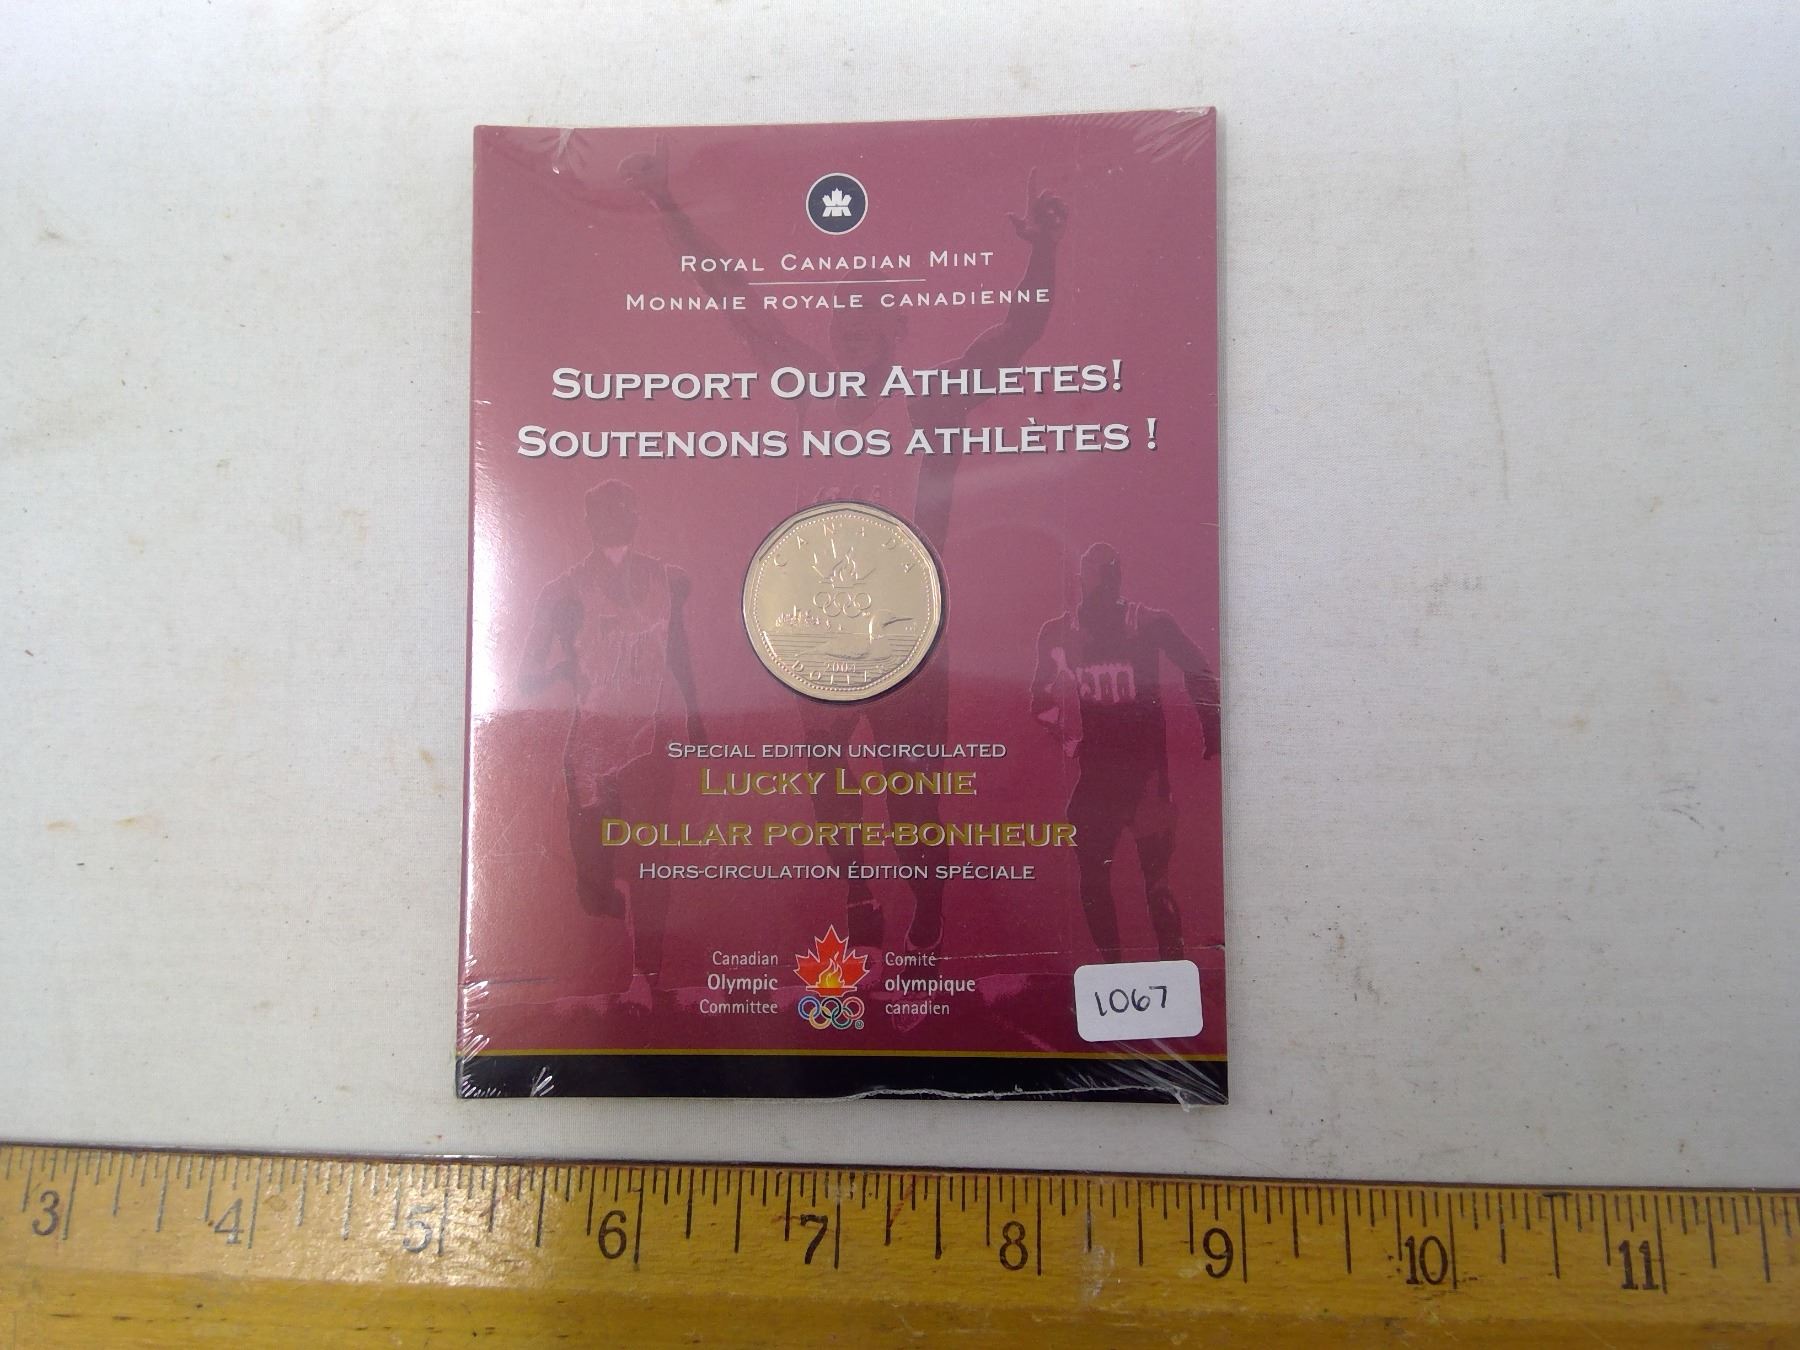 ROYAL CANADIAN MINT
MONNAIE ROYALE CANADIENNE
SUPPORT OUR ATHLETES!
SOUTENONS NOS ATHLÈTES !
CANADA
2004
DOLLAR
SPECIAL EDITION UNCIRCULATED
LUCKY LOONIE
DOLLAR PORTE-BONHEUR
HORS-CIRCULATION ÉDITION SPÉCIALE
Canadian
Olympic
Committee
Comité
olympique
canadien
1067
3 4 5 6 7 8 9 10 11